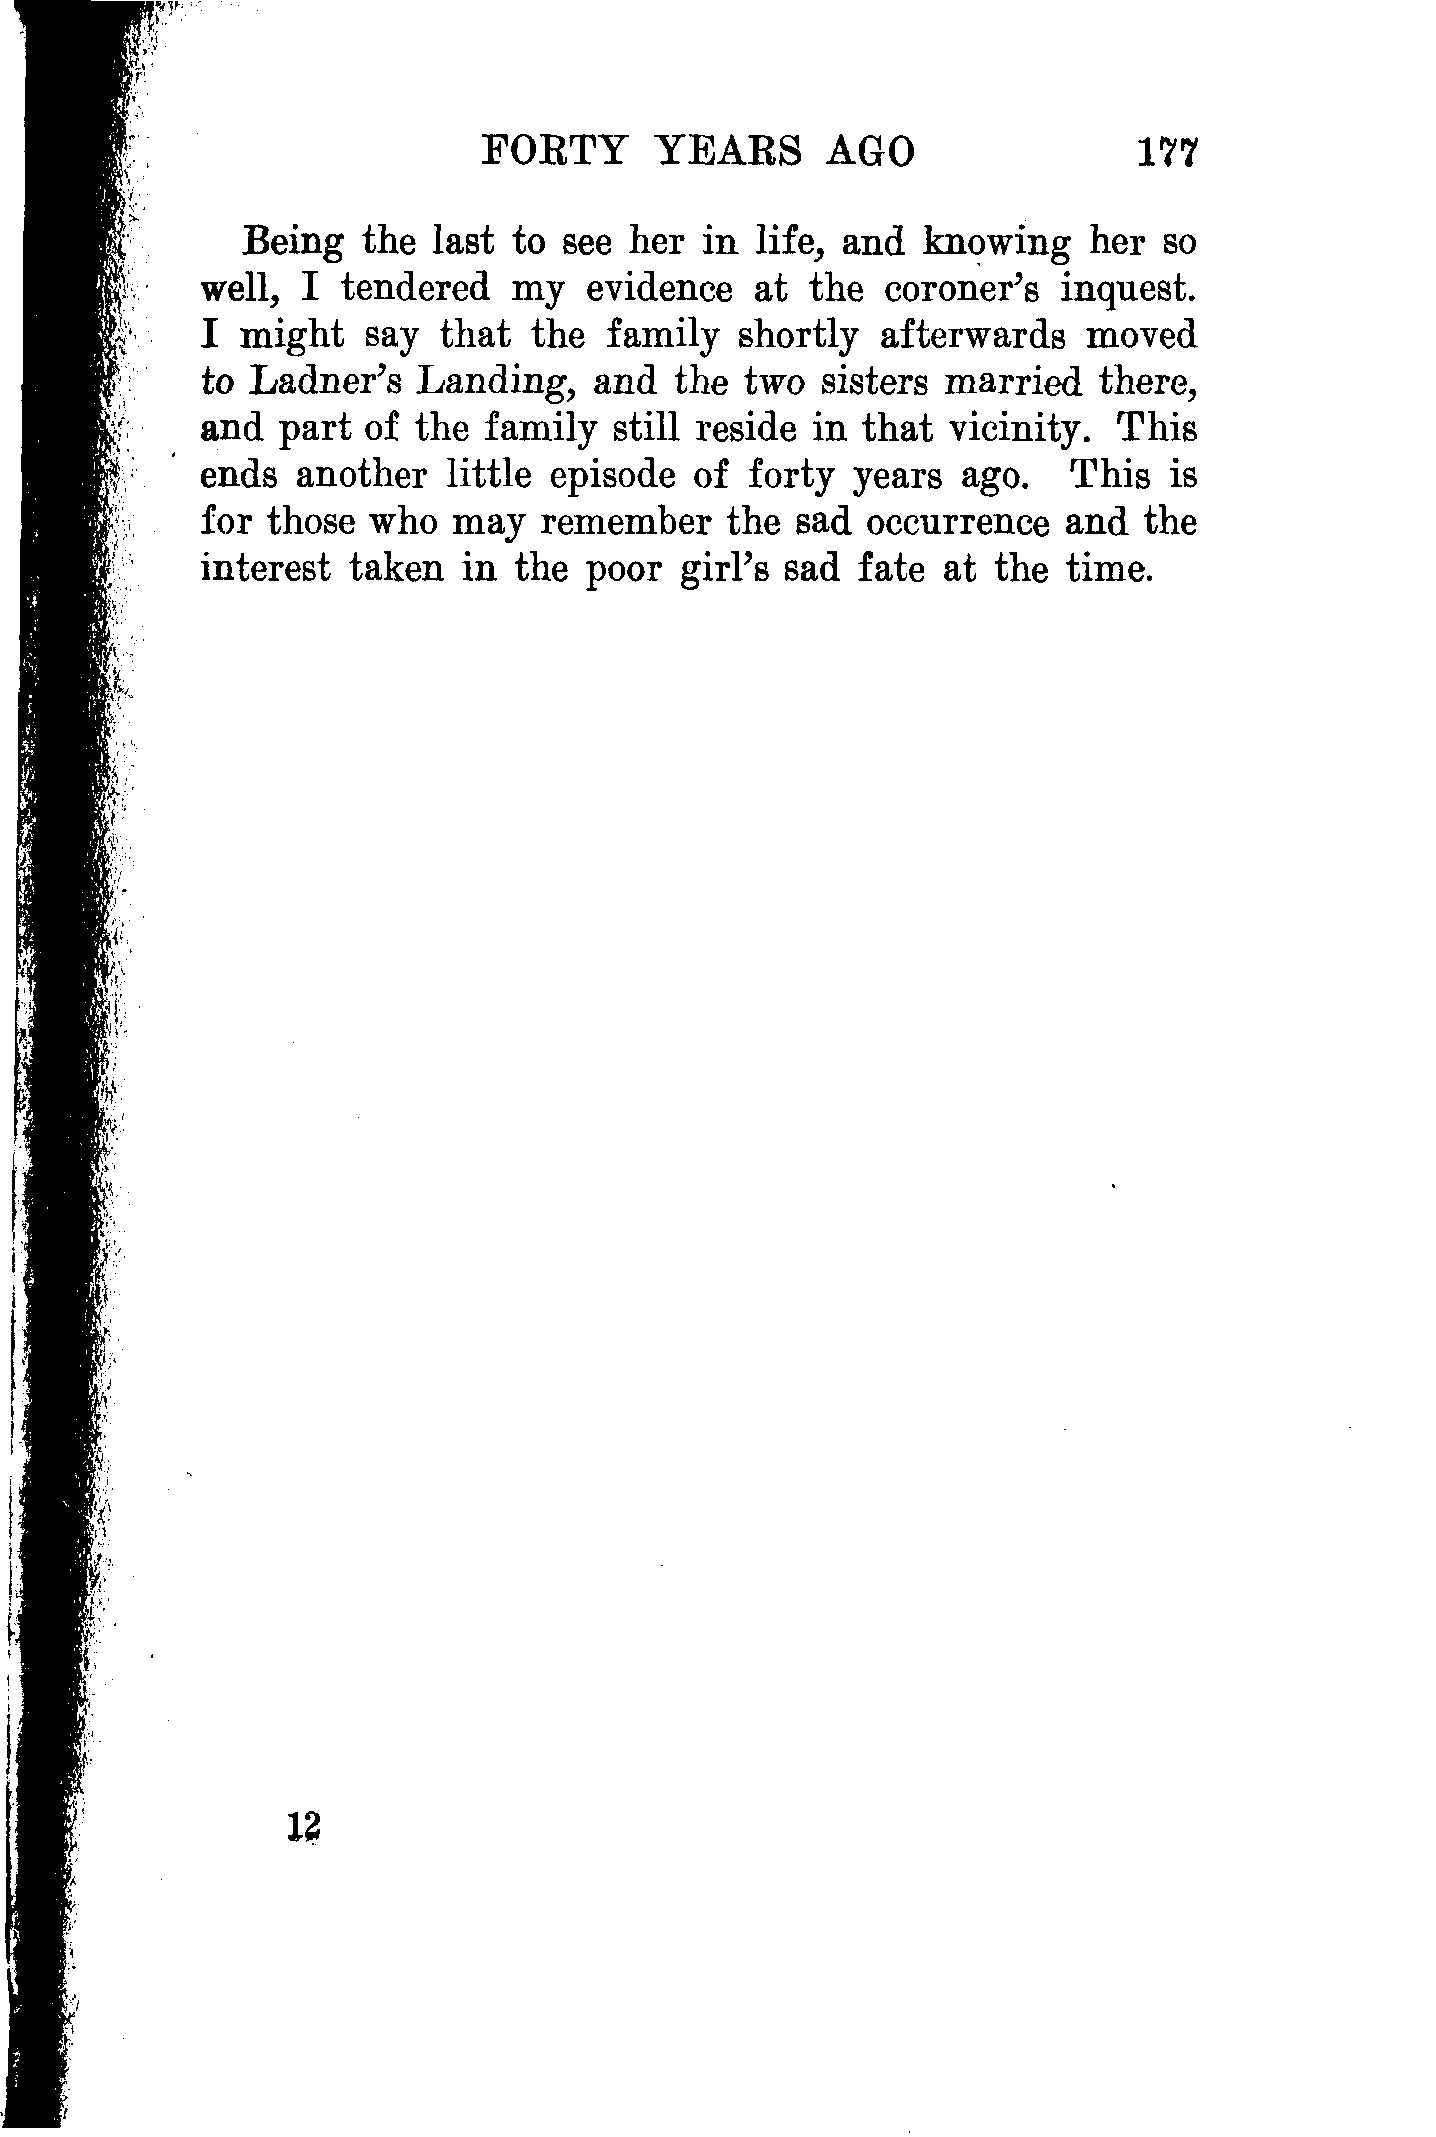 FORTY YEARS AGO 177
Being the last to see her in life, and knowing her so
well, I tendered my evidence at the coroner's inquest.
I might say that the family shortly afterwards moved
to Ladner's Landing, and the two sisters married there,
and part of the family still reside in that vicinity. This
ends another little episode of forty years ago. This is
for those who may remember the sad occurrence and the
interest taken in the poor girl's sad fate at the time.
12